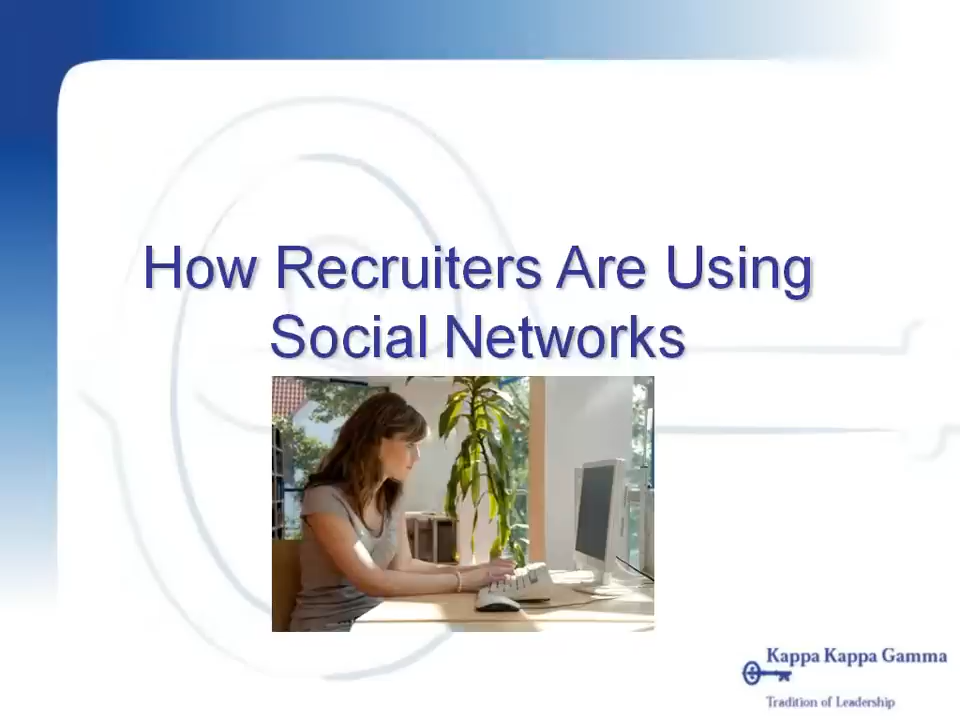 How Recruiters Are Using
Social Networks
Kappa Kappa Gamma
Tradition of Leadership